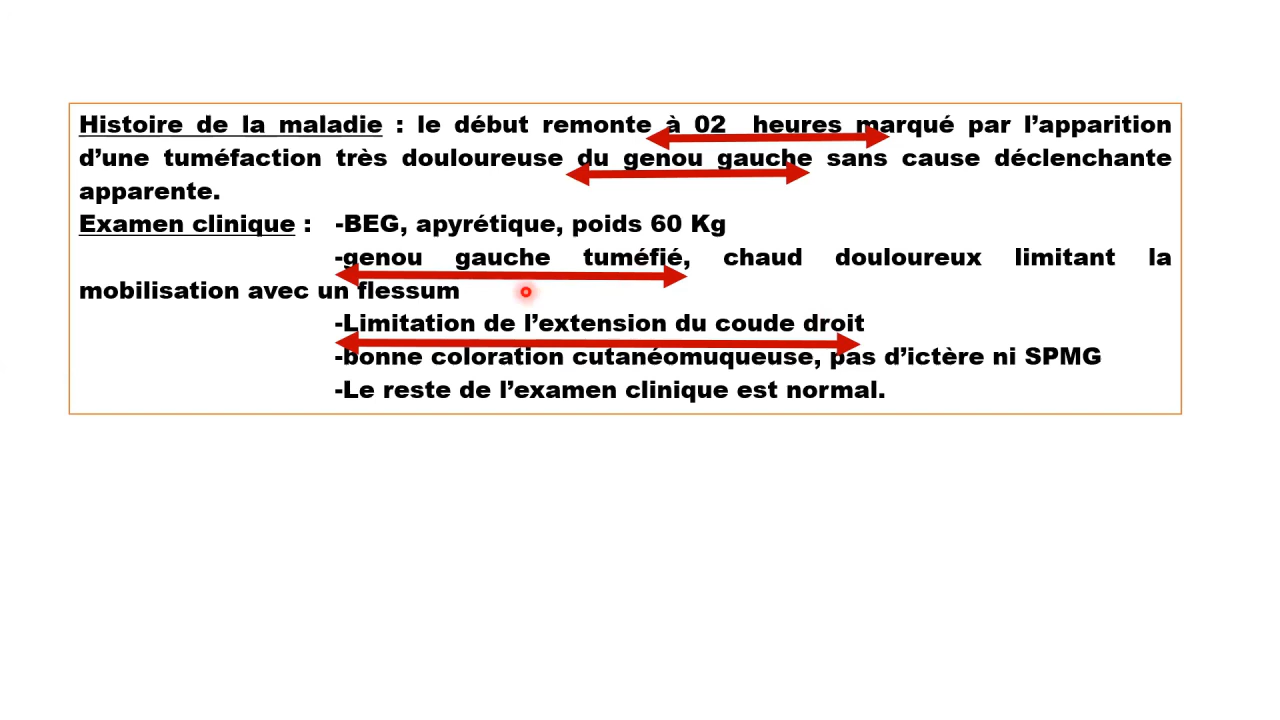 Histoire de la maladie : le début remonte à 02 heures marqué par l’apparition
d’une tuméfaction très douloureuse du genou gauche sans cause déclenchante
apparente.
Examen clinique : -BEG, apyrétique, poids 60 Kg
-genou gauche tuméfié, chaud douloureux limitant la
mobilisation avec un flessum
-Limitation de l’extension du coude droit
-bonne coloration cutanéomuqueuse, pas d’ictère ni SPMG
-Le reste de l’examen clinique est normal.